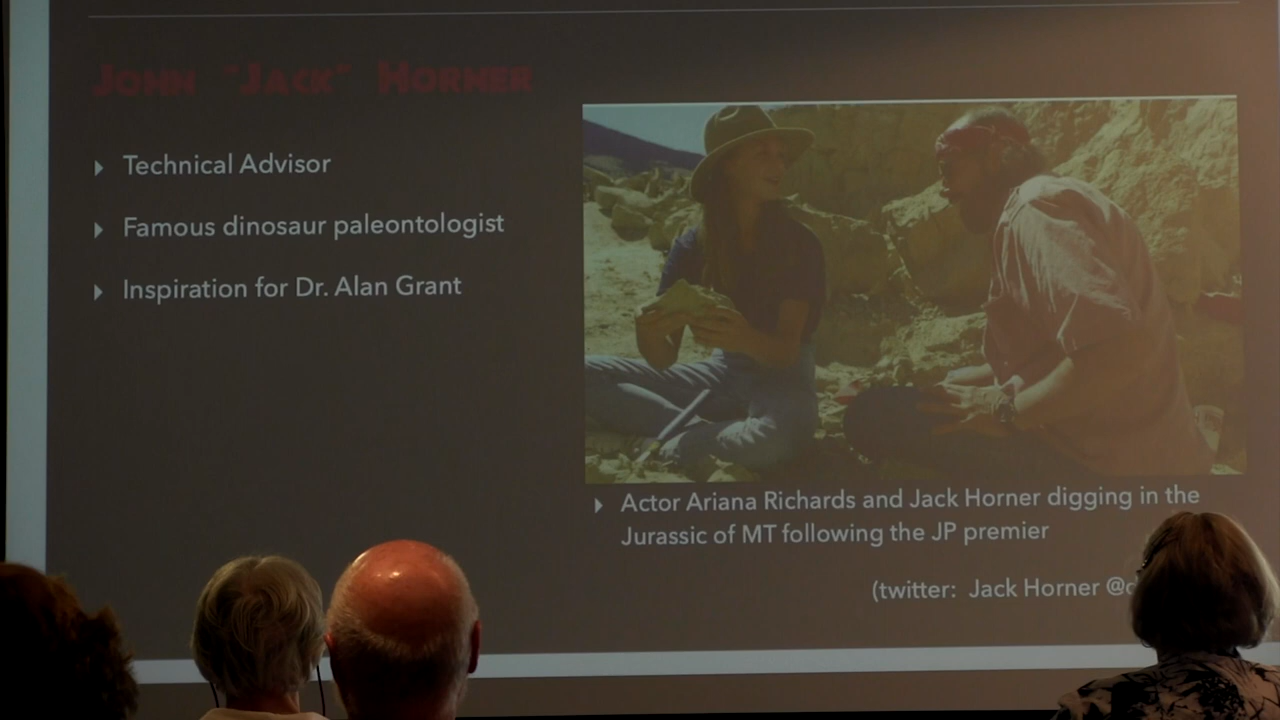 John "Jack" Horner
Technical Advisor
Famous dinosaur paleontologist
Inspiration for Dr. Alan Grant
Actor Ariana Richards and Jack Horner digging in the
Jurassic of MT following the JP premier
(twitter: Jack Horner